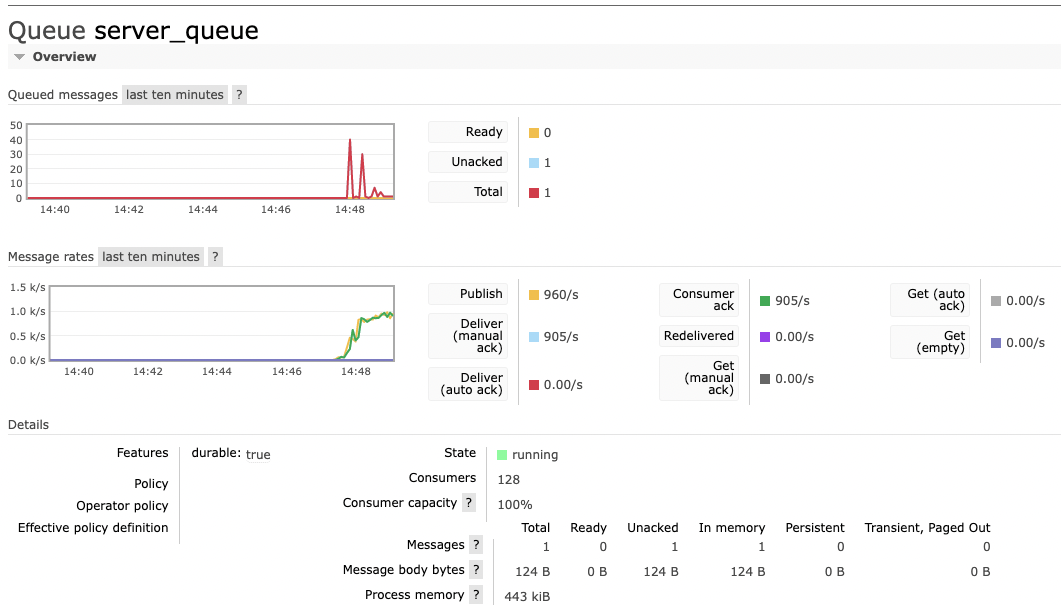 Queue server_queue
Overview
Queued messages last ten minutes ?
50
40
30
20
10
0
14:40 14:42 14:44 14:46 14:48
Ready 0
Unacked 1
Total 1
Message rates last ten minutes ?
1.5 k/s
1.0 k/s
0.5 k/s
0.0 k/s
14:40 14:42 14:44 14:46 14:48
Publish 960/s
Deliver
(manual
ack)
905/s
Deliver
(auto ack)
0.00/s
Consumer
ack
905/s
Redelivered 0.00/s
Get
(manual
ack)
0.00/s
Get (auto
ack)
0.00/s
Get
(empty)
0.00/s
Details
Features durable: true
Policy
Operator policy
Effective policy definition
State running
Consumers 128
Consumer capacity ? 100%
Total Ready Unacked In memory Persistent Transient, Paged Out
Messages ? 1 0 1 1 0 0
Message body bytes ? 124 B 0 B 124 B 124 B 0 B 0 B
Process memory ? 443 kiB